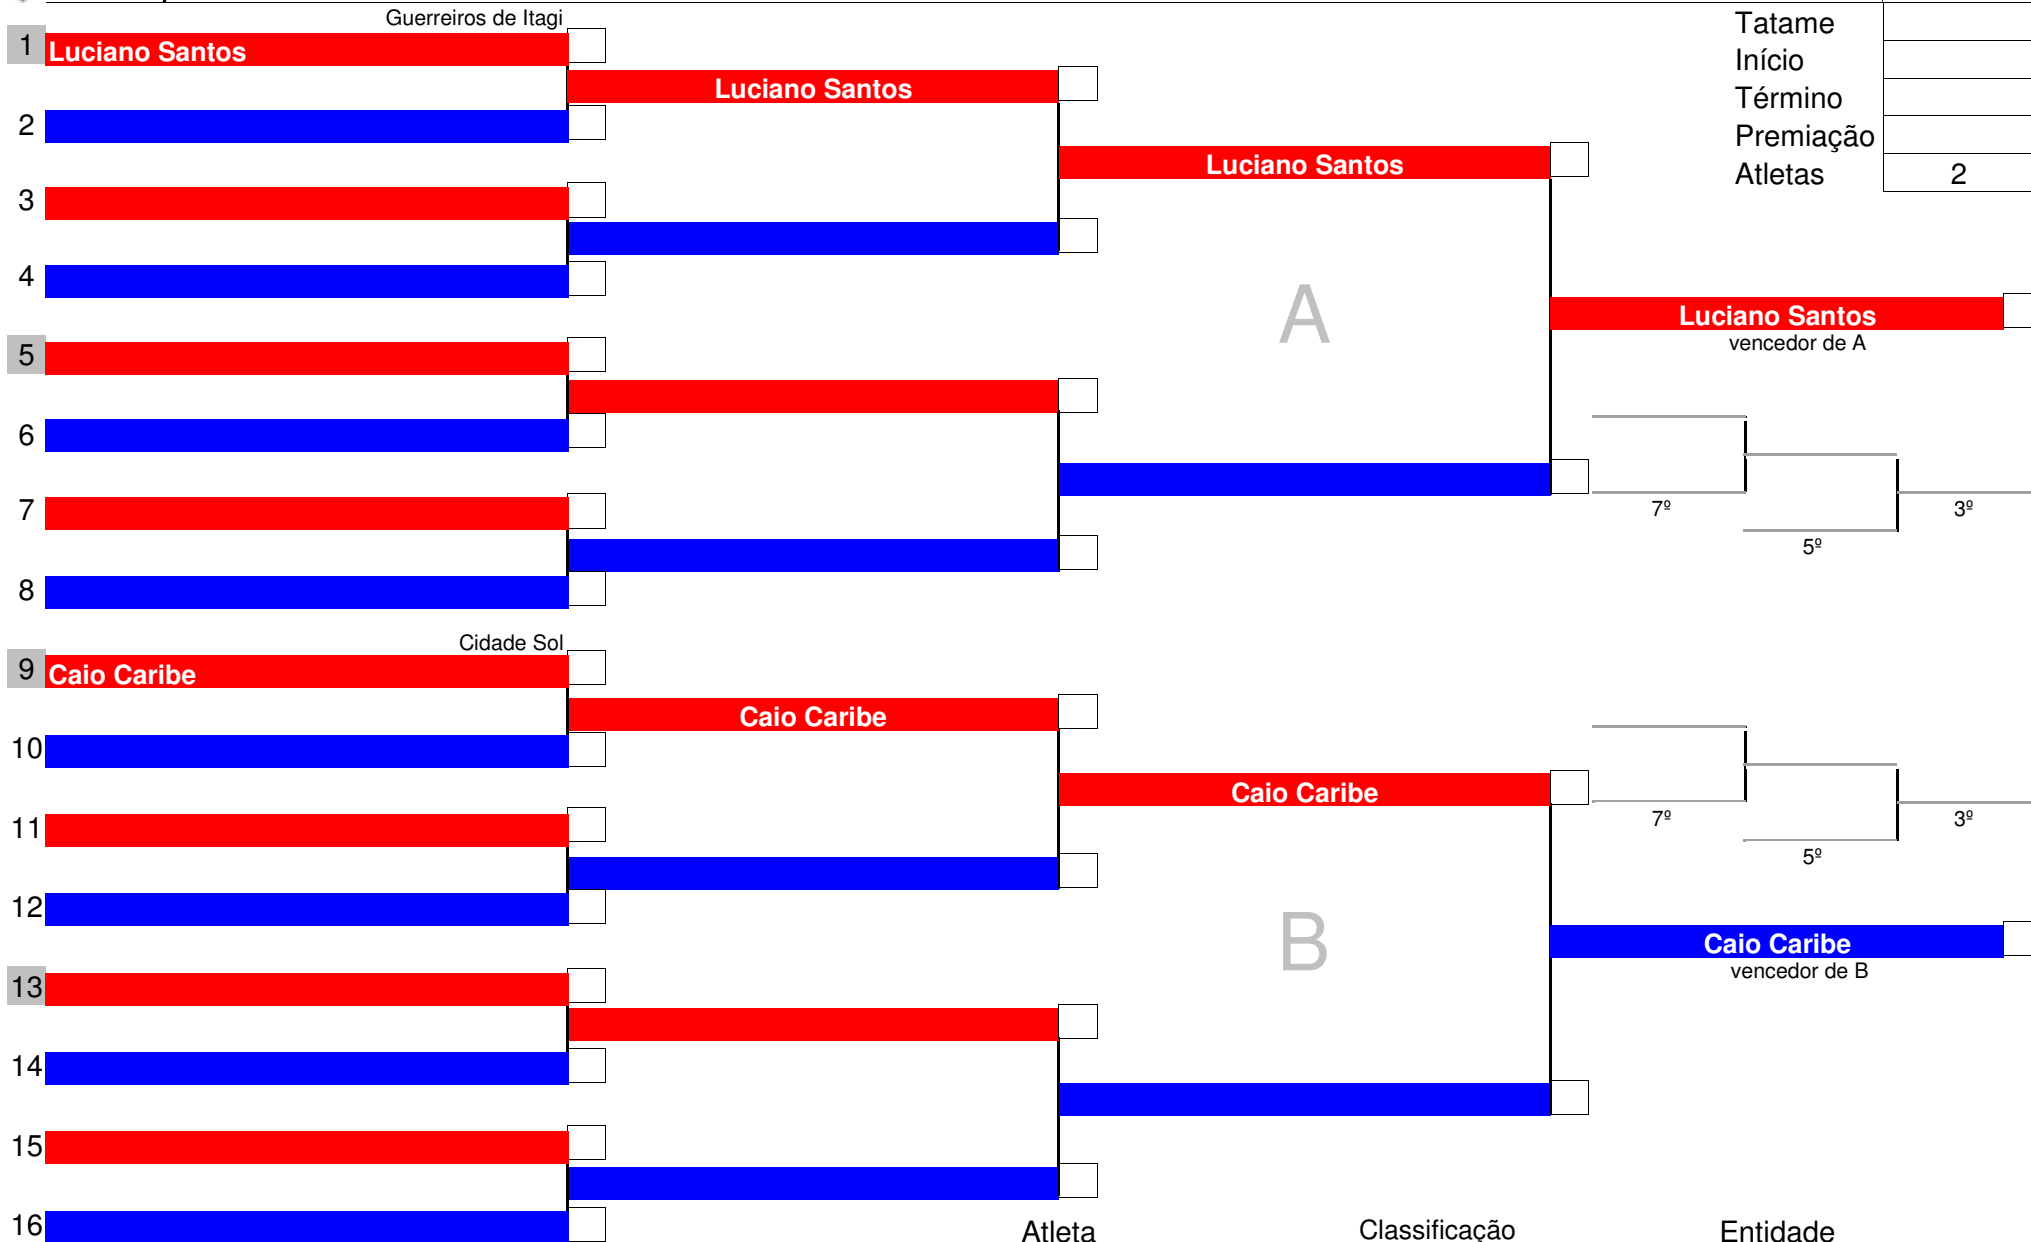 Guerreiros de Itagi
Tatame
1 Luciano Santos
Início
Luciano Santos
Término
2
Premiação
Luciano Santos
Atletas 2
3
4
Luciano Santos
A
vencedor de A
5
6
7º 3º
7
5º
8
Cidade Sol
9 Caio Caribe
Caio Caribe
10
Caio Caribe
7º 3º
11
5º
12
B
Caio Caribe
vencedor de B
13
14
15
16
Atleta Classificação Entidade